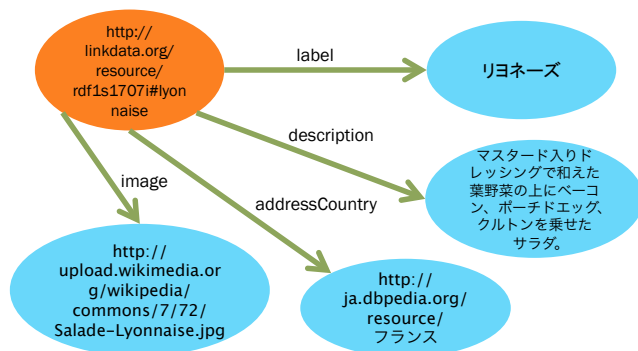 http://
linkdata.org/
resource/
rdf1s1707i#lyon
naise
label
リヨネーズ
description
マスタード入りド
レッシングで和えた
葉野菜の上にベーコ
ン、ポーチドエッグ、
クルトンを乗せた
サラダ。
image
addressCountry
http://
upload.wikimedia.or
g/wikipedia/
commons/7/72/
Salade-Lyonnaise.jpg
http://
ja.dbpedia.org/
resource/
フランス